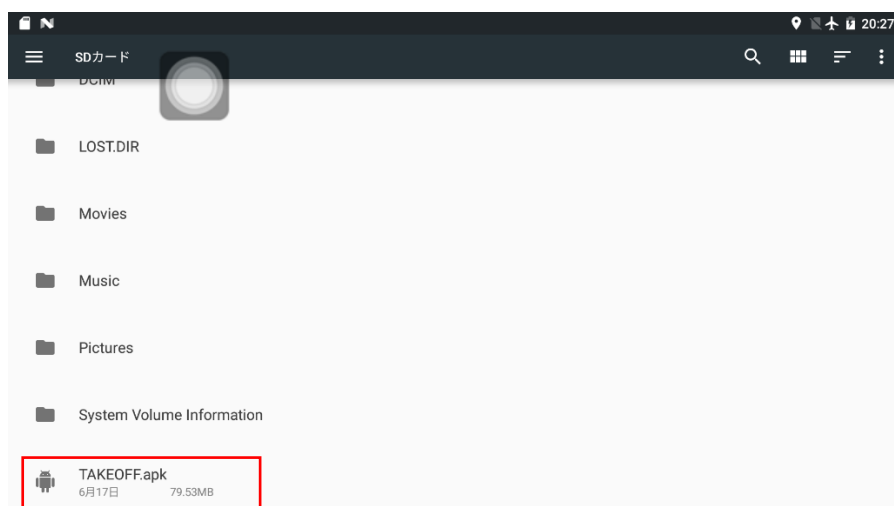 20:27
SDカード
DCIM
LOST.DIR
Movies
Music
Pictures
System Volume Information
TAKEOFF.apk
6月17日 79.53MB